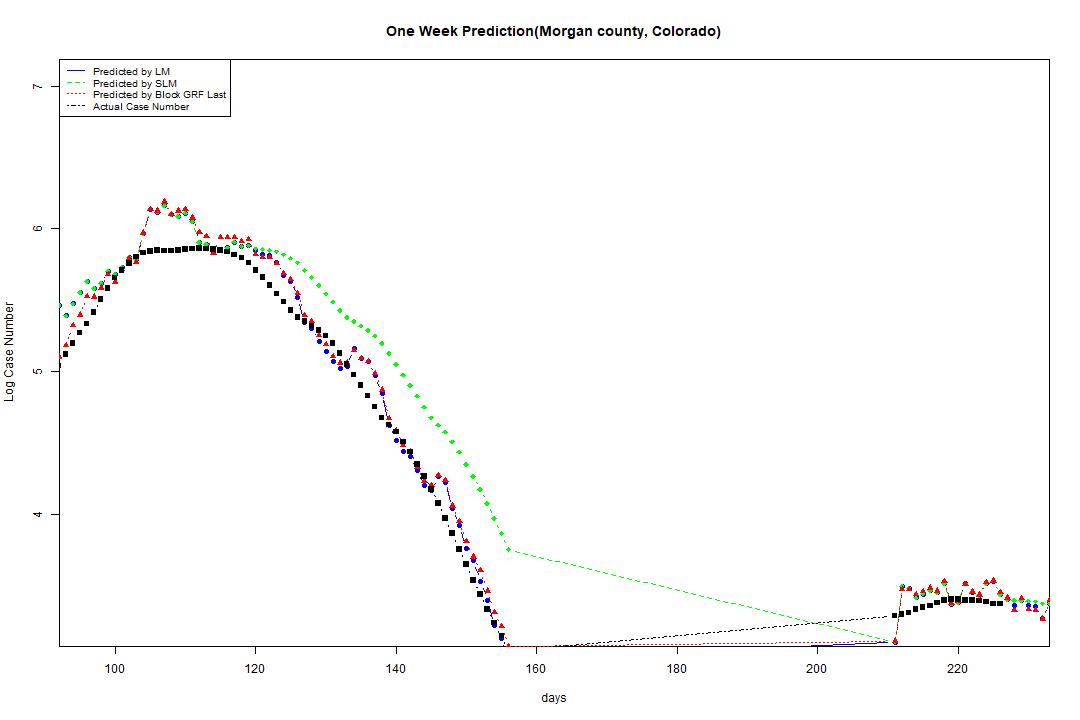 One Week Prediction(Morgan county, Colorado)
Predicted by LM
Predicted by SLM
Predicted by Block GRF Last
Actual Case Number
7
6
5
4
Log Case Number
100 120 140 160 180 200 220
days